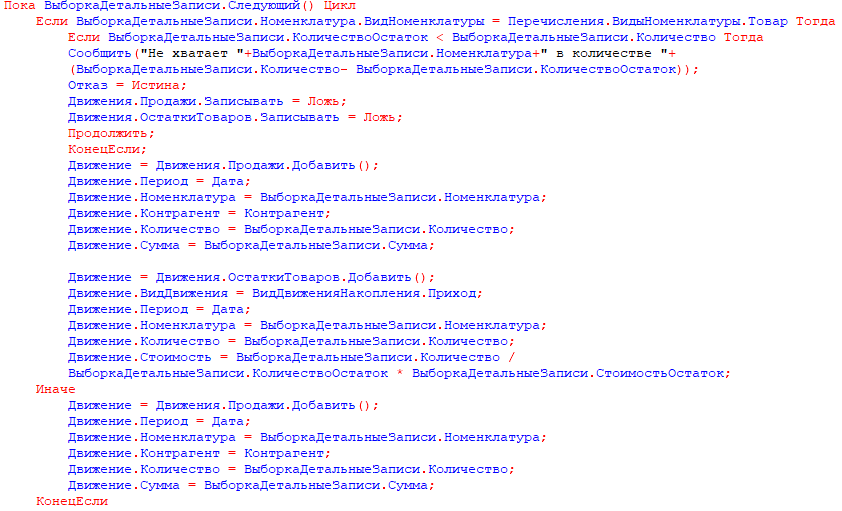 Пока ВыборкаДетальныеЗаписи.Следующий() Цикл
Если ВыборкаДетальныеЗаписи.Номенклатура.ВидНоменклатуры = Перечисления.ВидыНоменклатуры.Товар Тогда
Если ВыборкаДетальныеЗаписи.КоличествоОстаток < ВыборкаДетальныеЗаписи.Количество Тогда
Сообщить("Не хватает "+ВыборкаДетальныеЗаписи.Номенклатура+" в количестве "+
(ВыборкаДетальныеЗаписи.Количество- ВыборкаДетальныеЗаписи.КоличествоОстаток));
Отказ = Истина;
Движения.Продажи.Записывать = Ложь;
Движения.ОстаткиТоваров.Записывать = Ложь;
Продолжить;
КонецЕсли;
Движение = Движения.Продажи.Добавить();
Движение.Период = Дата;
Движение.Номенклатура = ВыборкаДетальныеЗаписи.Номенклатура;
Движение.Контрагент = Контрагент;
Движение.Количество = ВыборкаДетальныеЗаписи.Количество;
Движение.Сумма = ВыборкаДетальныеЗаписи.Сумма;
Движение = Движения.ОстаткиТоваров.Добавить();
Движение.ВидДвижения = ВидДвиженияНакопления.Приход;
Движение.Период = Дата;
Движение.Номенклатура = ВыборкаДетальныеЗаписи.Номенклатура;
Движение.Количество = ВыборкаДетальныеЗаписи.Количество;
Движение.Стоимость = ВыборкаДетальныеЗаписи.Количество /
ВыборкаДетальныеЗаписи.КоличествоОстаток * ВыборкаДетальныеЗаписи.СтоимостьОстаток;
Иначе
Движение = Движения.Продажи.Добавить();
Движение.Период = Дата;
Движение.Номенклатура = ВыборкаДетальныеЗаписи.Номенклатура;
Движение.Контрагент = Контрагент;
Движение.Количество = ВыборкаДетальныеЗаписи.Количество;
Движение.Сумма = ВыборкаДетальныеЗаписи.Сумма;
КонецЕсли